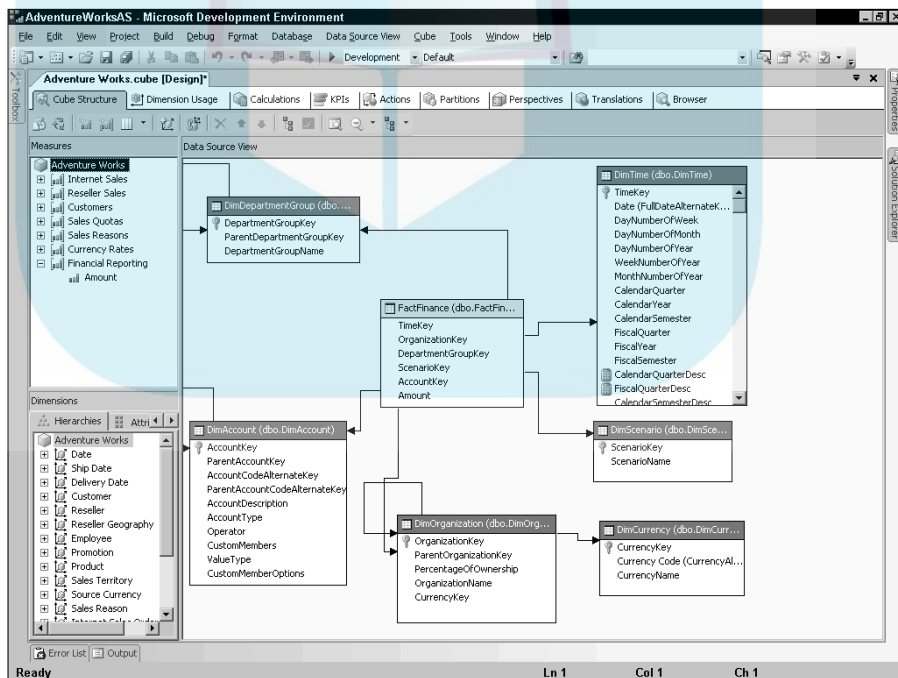 AdventureWorksAS - Microsoft Development Environment
File Edit View Project Build Debug Format Database Data Source View Cube Tools Window Help
Development Default
Adventure Works.cube [Design]*
Cube Structure Dimension Usage Calculations KPIs Actions Partitions Perspectives Translations Browser
Toolbox
Properties
Solution Explorer
Measures
Adventure Works
Internet Sales
Reseller Sales
Customers
Sales Quotas
Sales Reasons
Currency Rates
Financial Reporting
Amount
Dimensions
Hierarchies Attri
Adventure Works
Date
Ship Date
Delivery Date
Customer
Reseller
Reseller Geography
Employee
Promotion
Product
Sales Territory
Source Currency
Sales Reason
Internet Sales Order
Data Source View
DimDepartmentGroup (dbo....
DepartmentGroupKey
ParentDepartmentGroupKey
DepartmentGroupName
DimTime (dbo.DimTime)
TimeKey
Date (FullDateAlternateK...
DayNumberOfWeek
DayNumberOfMonth
DayNumberOfYear
WeekNumberOfYear
MonthNumberOfYear
CalendarQuarter
CalendarYear
CalendarSemester
FiscalQuarter
FiscalYear
FiscalSemester
CalendarQuarterDesc
FiscalQuarterDesc
CalendarSemesterDesc
FactFinance (dbo.FactFin...
TimeKey
OrganizationKey
DepartmentGroupKey
ScenarioKey
AccountKey
Amount
DimAccount (dbo.DimAccount)
AccountKey
ParentAccountKey
AccountCodeAlternateKey
ParentAccountCodeAlternateKey
AccountDescription
AccountType
Operator
CustomMembers
ValueType
CustomMemberOptions
DimScenario (dbo.DimSce...
ScenarioKey
ScenarioName
DimOrganization (dbo.DimOrg...
OrganizationKey
ParentOrganizationKey
PercentageOfOwnership
OrganizationName
CurrencyKey
DimCurrency (dbo.DimCurr...
CurrencyKey
Currency Code (CurrencyAl...
CurrencyName
Error List Output
Ready Ln 1 Col 1 Ch 1